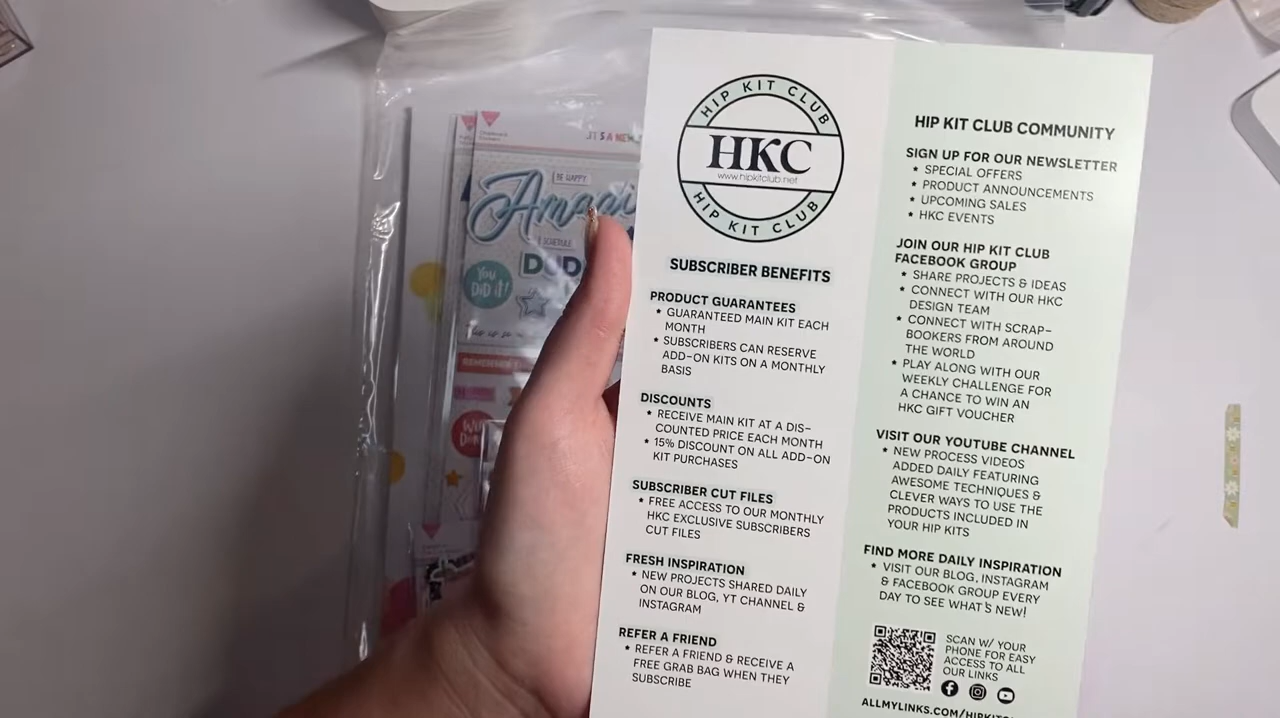 HIP KIT CLUB
HKC
www.hipkitclub.net
HIP KIT CLUB
SUBSCRIBER BENEFITS
PRODUCT GUARANTEES
* GUARANTEED MAIN KIT EACH
MONTH
* SUBSCRIBERS CAN RESERVE
ADD-ON KITS ON A MONTHLY
BASIS
DISCOUNTS
* RECEIVE MAIN KIT AT A DIS-
COUNTED PRICE EACH MONTH
* 15% DISCOUNT ON ALL ADD-ON
KIT PURCHASES
SUBSCRIBER CUT FILES
* FREE ACCESS TO OUR MONTHLY
HKC EXCLUSIVE SUBSCRIBERS
CUT FILES
FRESH INSPIRATION
* NEW PROJECTS SHARED DAILY
ON OUR BLOG, YT CHANNEL &
INSTAGRAM
REFER A FRIEND
* REFER A FRIEND & RECEIVE A
FREE GRAB BAG WHEN THEY
SUBSCRIBE
HIP KIT CLUB COMMUNITY
SIGN UP FOR OUR NEWSLETTER
* SPECIAL OFFERS
* PRODUCT ANNOUNCEMENTS
* UPCOMING SALES
* HKC EVENTS
JOIN OUR HIP KIT CLUB
FACEBOOK GROUP
* SHARE PROJECTS & IDEAS
* CONNECT WITH OUR HKC
DESIGN TEAM
* CONNECT WITH SCRAP-
BOOKERS FROM AROUND
THE WORLD
* PLAY ALONG WITH OUR
WEEKLY CHALLENGE FOR
A CHANCE TO WIN AN
HKC GIFT VOUCHER
VISIT OUR YOUTUBE CHANNEL
* NEW PROCESS VIDEOS
ADDED DAILY FEATURING
AWESOME TECHNIQUES &
CLEVER WAYS TO USE THE
PRODUCTS INCLUDED IN
YOUR HIP KITS
FIND MORE DAILY INSPIRATION
* VISIT OUR BLOG, INSTAGRAM
& FACEBOOK GROUP EVERY
DAY TO SEE WHAT'S NEW!
SCAN W/ YOUR
PHONE FOR EASY
ACCESS TO ALL
OUR LINKS
BE HAPPY
YOU
DID IT!